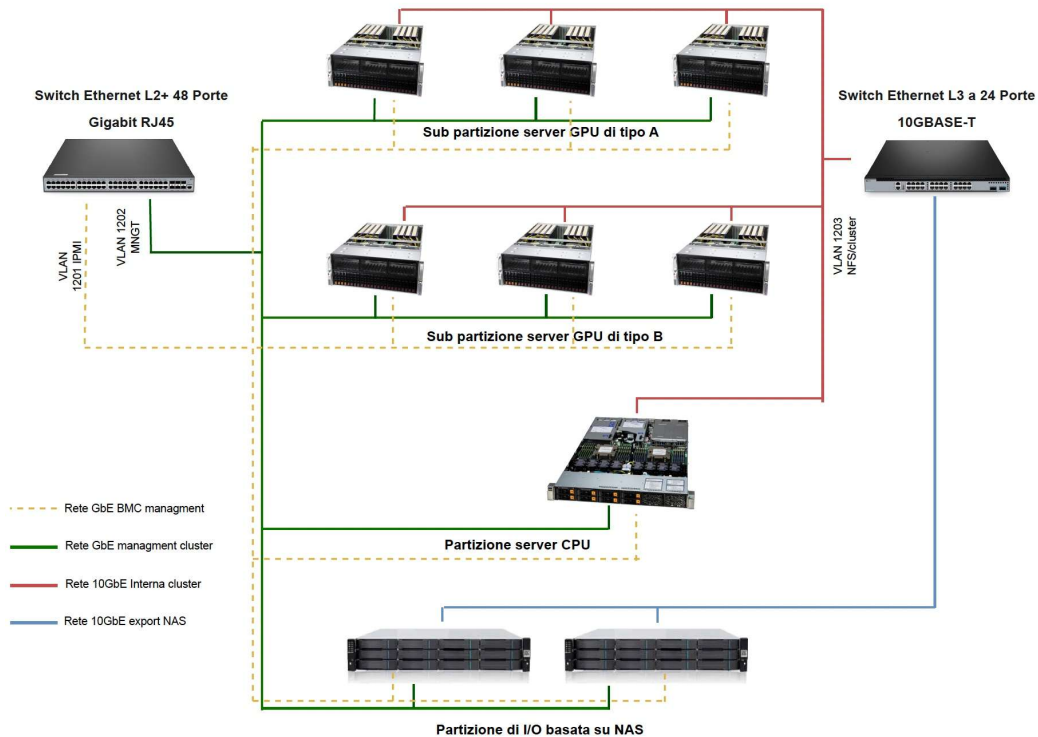 Switch Ethernet L2+ 48 Porte
Gigabit RJ45
Switch Ethernet L3 a 24 Porte
10GBASE-T
Sub partizione server GPU di tipo A
VLAN
1201 IPMI
VLAN 1202
MNGT
VLAN 1203
NFS/cluster
Sub partizione server GPU di tipo B
Partizione server CPU
Rete GbE BMC managment
Rete GbE managment cluster
Rete 10GbE Interna cluster
Rete 10GbE export NAS
Partizione di I/O basata su NAS